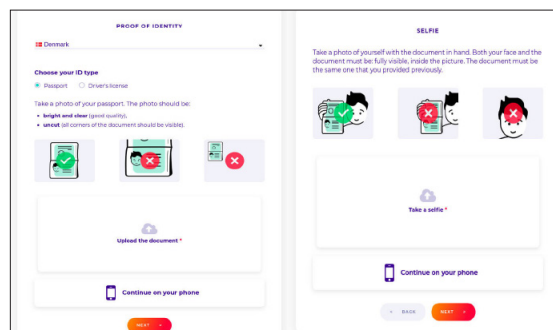 PROOF OF IDENTITY
Denmark
Choose your ID type
Passport
Driver's license
Take a photo of your passport. The photo should be:
bright and clear (good quality),
uncut (all corners of the document should be visible).
Upload the document *
Continue on your phone
NEXT >
SELFIE
Take a photo of yourself with the document in hand. Both your face and the
document must be fully visible, inside the picture. The document must be
the same one that you provided previously.
Take a selfie *
Continue on your phone
< BACK
NEXT >